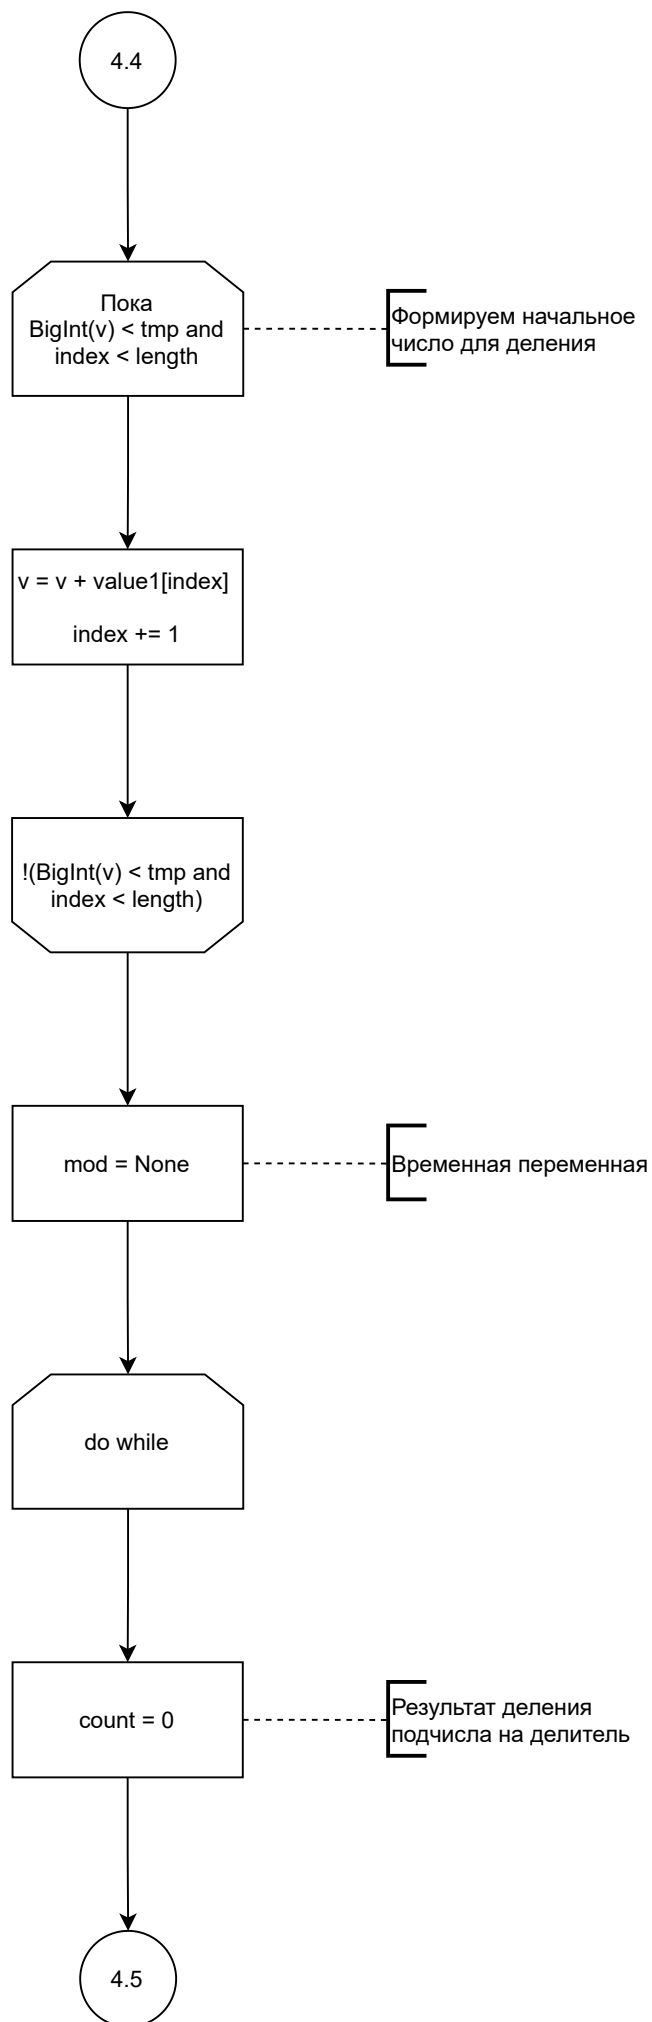 4.4
Пока
BigInt(v) < tmp and
index < length
Формируем начальное
число для деления
v = v + value1[index]
index += 1
!(BigInt(v) < tmp and
index < length)
mod = None
Временная переменная
do while
count = 0
Результат деления
подчисла на делитель
4.5